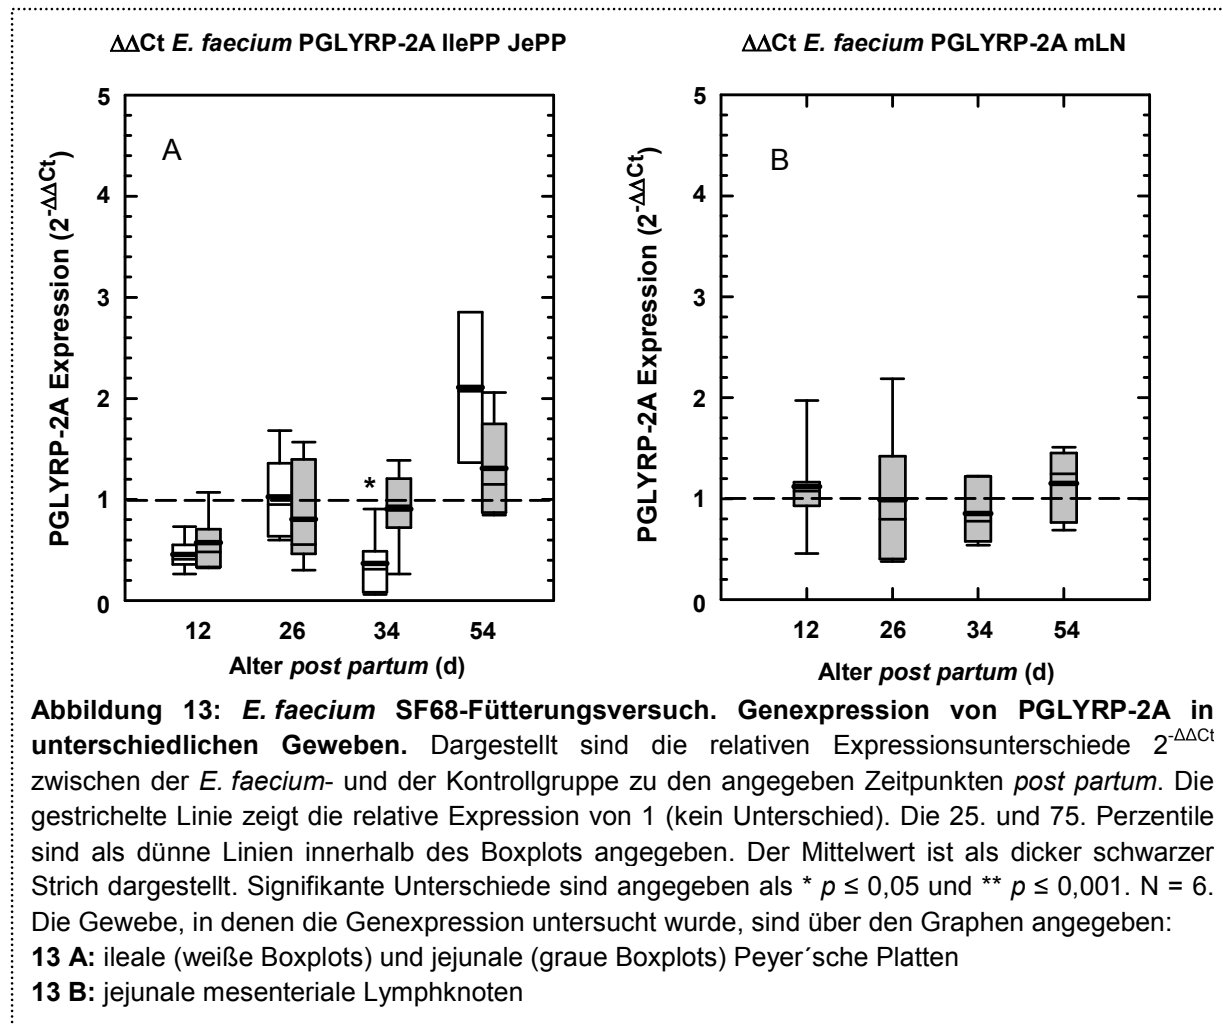 ΔΔCt E. faecium PGLYRP-2A IlePP JePP
PGLYRP-2A Expression (2^-ΔΔCt)
A
5
4
3
2
1
0
*
12 26 34 54
Alter post partum (d)
ΔΔCt E. faecium PGLYRP-2A mLN
PGLYRP-2A Expression (2^-ΔΔCt)
B
5
4
3
2
1
0
12 26 34 54
Alter post partum (d)
Abbildung 13: E. faecium SF68-Fütterungsversuch. Genexpression von PGLYRP-2A in
unterschiedlichen Geweben. Dargestellt sind die relativen Expressionsunterschiede 2^-ΔΔCt
zwischen der E. faecium- und der Kontrollgruppe zu den angegeben Zeitpunkten post partum. Die
gestrichelte Linie zeigt die relative Expression von 1 (kein Unterschied). Die 25. und 75. Perzentile
sind als dünne Linien innerhalb des Boxplots angegeben. Der Mittelwert ist als dicker schwarzer
Strich dargestellt. Signifikante Unterschiede sind angegeben als * p ≤ 0,05 und ** p ≤ 0,001. N = 6.
Die Gewebe, in denen die Genexpression untersucht wurde, sind über den Graphen angegeben:
13 A: ileale (weiße Boxplots) und jejunale (graue Boxplots) Peyer´sche Platten
13 B: jejunale mesenteriale Lymphknoten